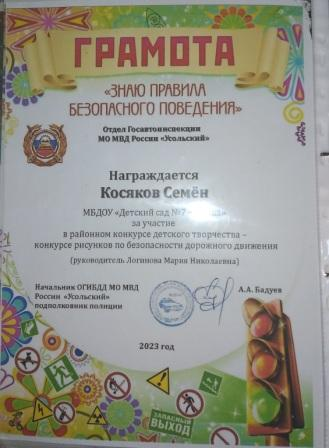 ГРАМОТА
«ЗНАЮ ПРАВИЛА
БЕЗОПАСНОГО ПОВЕДЕНИЯ»
Отдел Госавтоинспекции
МО МВД России "Усольский"
Награждается
Косяков Семён
МБДОУ «Детский сад №7
за участие
в районном конкурсе детского творчества –
конкурсе рисунков по безопасности дорожного движения
(руководитель Логинова Мария Николаевна)
Начальник ОГИБДД МО МВД
России «Усольский»
подполковник полиции
А.А. Бадуев
2023 год
ЗАПАСНЫЙ
ВЫХОД